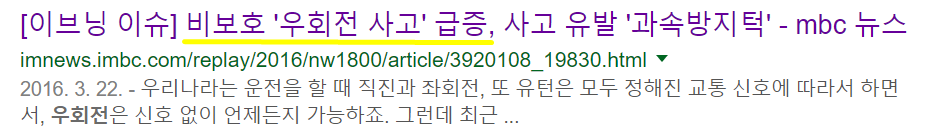 [이브닝 이슈] 비보호 '우회전 사고' 급증, 사고 유발 '과속방지턱' - mbc 뉴스
imnews.imbc.com/replay/2016/nw1800/article/3920108_19830.html
2016. 3. 22. - 우리나라는 운전을 할 때 직진과 좌회전, 또 유턴은 모두 정해진 교통 신호에 따라서 하면
서, 우회전은 신호 없이 언제든지 가능하죠. 그런데 최근 ...